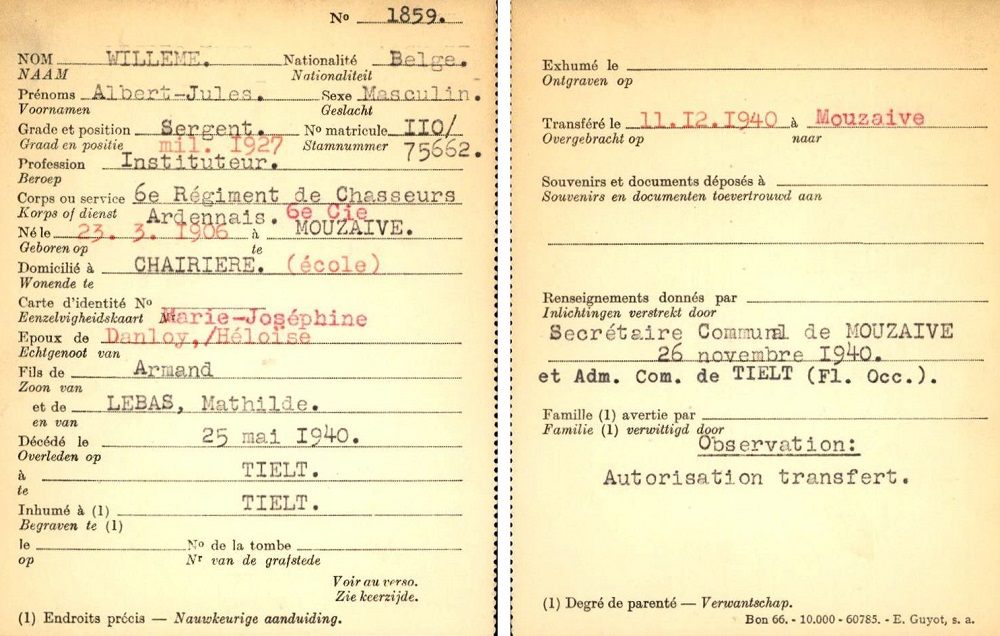 No 1859.
NOM WILLEME. Nationalité Belge.
NAAM Nationaliteit
Prénoms Albert-Jules. Sexe Masculin.
Voornamen Geslacht
Grade et position Sergent. No matricule IIO/
Graad en positie mil. I927 Stamnummer 75662.
Profession Instituteur.
Beroep
Corps ou service 6e Régiment de Chasseurs
Korps of dienst Ardennais. 6e Cie
Né le 23. 3. I906 à MOUZAIVE.
Geboren op te
Domicilié à CHAIRIERE. (école)
Wonende te
Carte d'identité No
Eenzelvigheidskaart Nr Marie-Joséphine
Epoux de Danloy,/Héloïse
Echtgenoot van
Fils de Armand
Zoon van
et de LEBAS, Mathilde.
en van
Décédé le 25 mai I940.
Overleden op
à TIELT.
te
Inhumé à (1) TIELT.
Begraven te (1)
le No de la tombe
op Nr van de grafstede
Voir au verso.
Zie keerzijde.
(1) Endroits précis — Nauwkeurige aanduiding.
Exhumé le
Ontgraven op
Transféré le 11.I2.I940 à Mouzaive
Overgebracht op naar
Souvenirs et documents déposés à
Souvenirs en documenten toevertrouwd aan
Renseignements donnés par
Inlichtingen verstrekt door
Secrétaire Communal de MOUZAIVE
26 novembre I940.
et Adm. Com. de TIELT (Fl. Occ.).
Famille (1) avertie par
Familie (1) verwittigd door
Observation:
Autorisation transfert.
(1) Degré de parenté — Verwantschap.
Bon 66. - 10.000 - 60785. - E. Guyot, s. a.